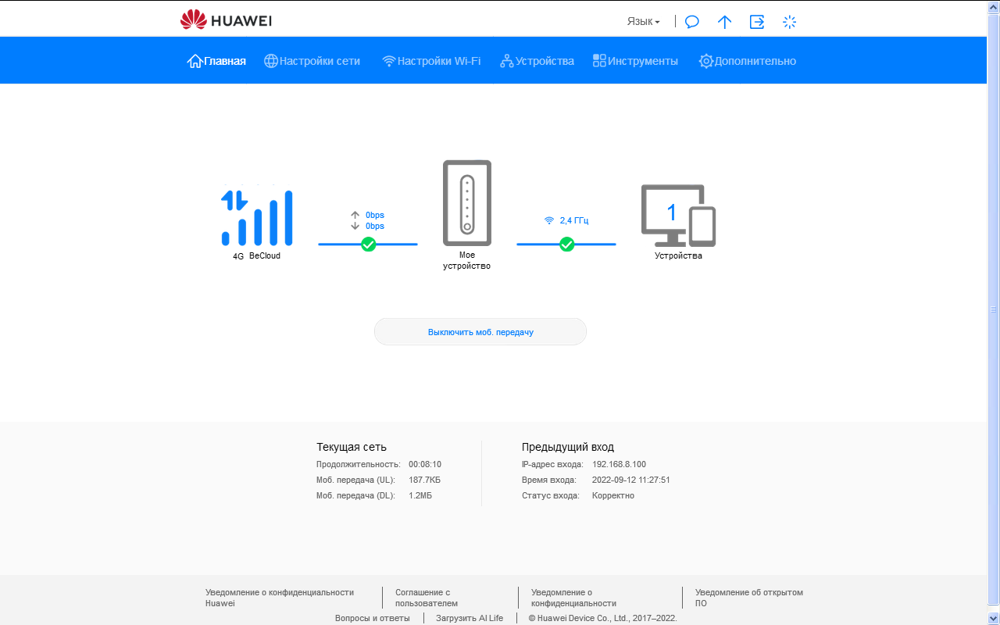 HUAWEI
Язык
Главная
Настройки сети
Настройки Wi-Fi
Устройства
Инструменты
Дополнительно
0bps
0bps
4G BeCloud
Мое
устройство
2,4 ГГц
1
Устройства
Выключить моб. передачу
Текущая сеть
Продолжительность: 00:08:10
Моб. передача (UL): 187.7КБ
Моб. передача (DL): 1.2МБ
Предыдущий вход
IP-адрес входа: 192.168.8.100
Время входа: 2022-09-12 11:27:51
Статус входа: Корректно
Уведомление о конфиденциальности
Huawei
Соглашение с
пользователем
Уведомление о
конфиденциальности
Уведомление об открытом
ПО
Вопросы и ответы
Загрузить AI Life
© Huawei Device Co., Ltd., 2017–2022.